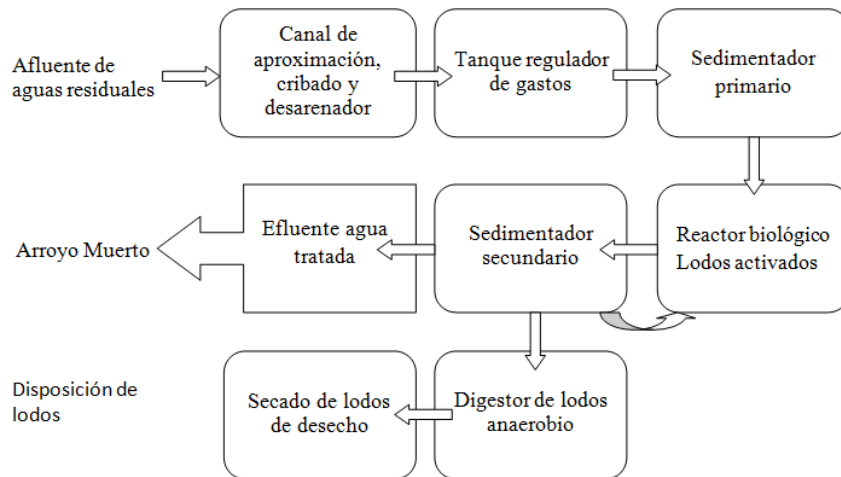 Afluente de
aguas residuales
Canal de
aproximación,
cribado y
desarenador
Tanque regulador
de gastos
Sedimentador
primario
Arroyo Muerto
Efluente agua
tratada
Sedimentador
secundario
Reactor biológico
Lodos activados
Disposición de
lodos
Secado de lodos
de desecho
Digestor de lodos
anaerobio